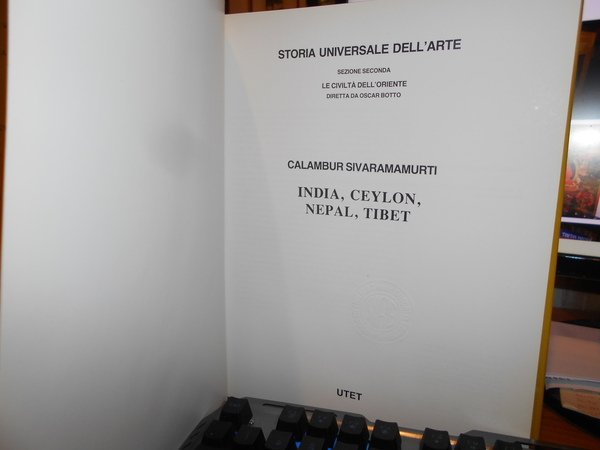 STORIA UNIVERSALE DELL'ARTE
SEZIONE SECONDA
LE CIVILTÀ DELL'ORIENTE
DIRETTA DA OSCAR BOTTO
CALAMBUR SIVARAMAMURTI
INDIA, CEYLON,
NEPAL, TIBET
UTET